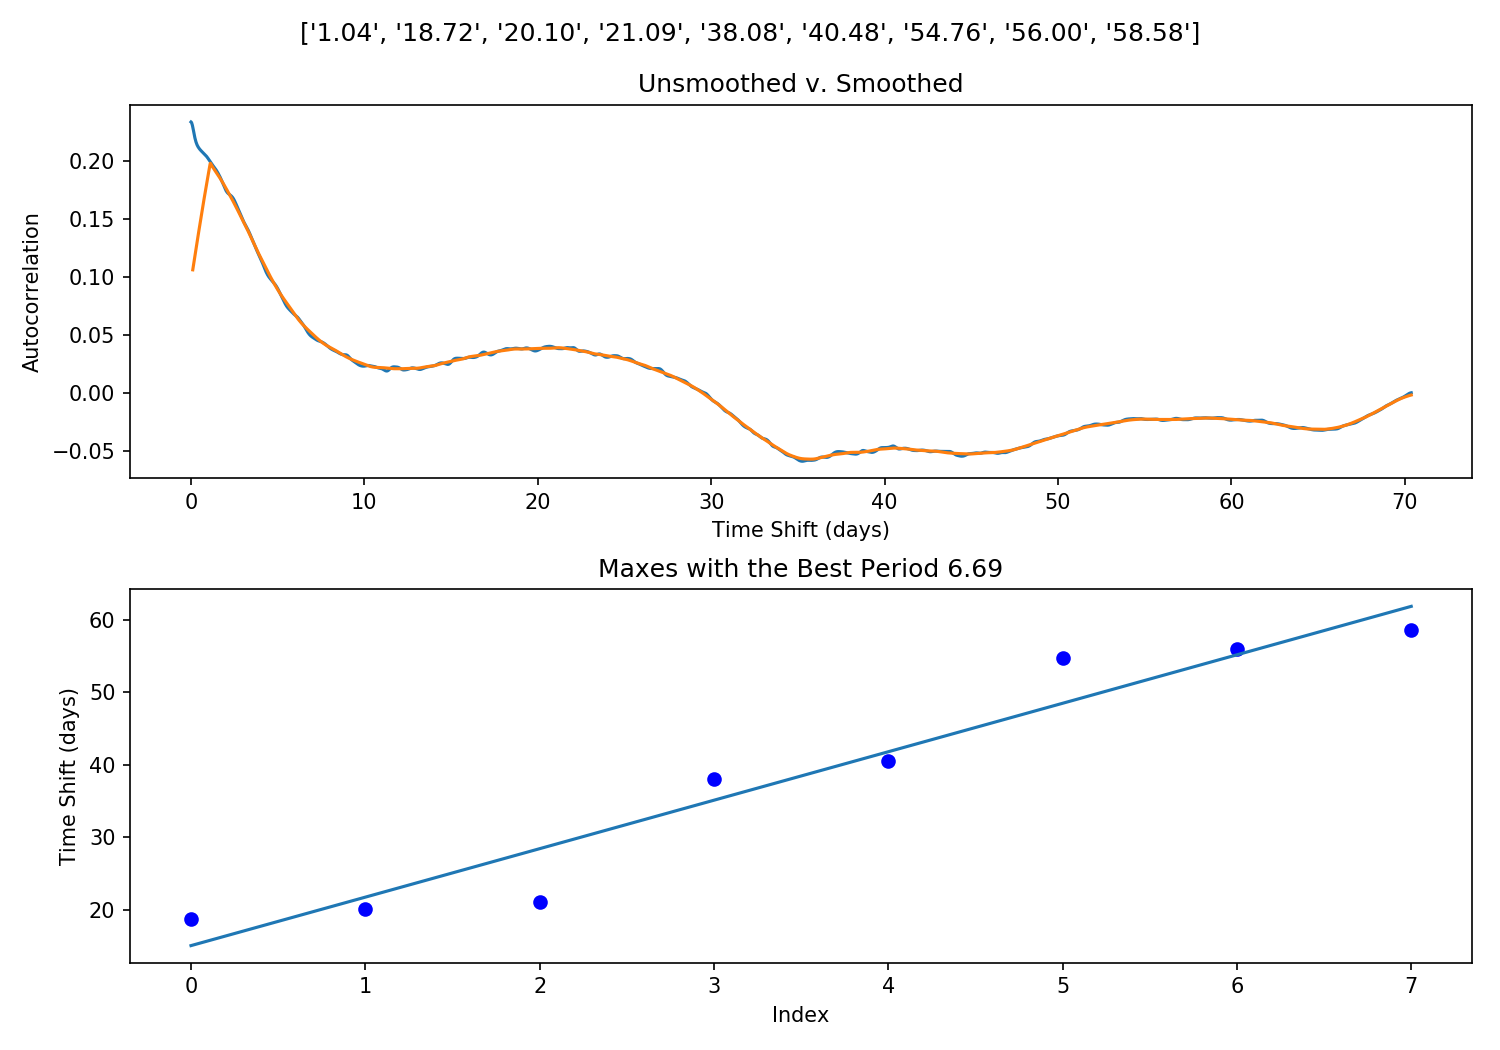 ['1.04', '18.72', '20.10', '21.09', '38.08', '40.48', '54.76', '56.00', '58.58']
Unsmoothed v. Smoothed
Autocorrelation
0.20
0.15
0.10
0.05
0.00
−0.05
0 10 20 30 40 50 60 70
Time Shift (days)
Maxes with the Best Period 6.69
Time Shift (days)
60
50
40
30
20
0 1 2 3 4 5 6 7
Index